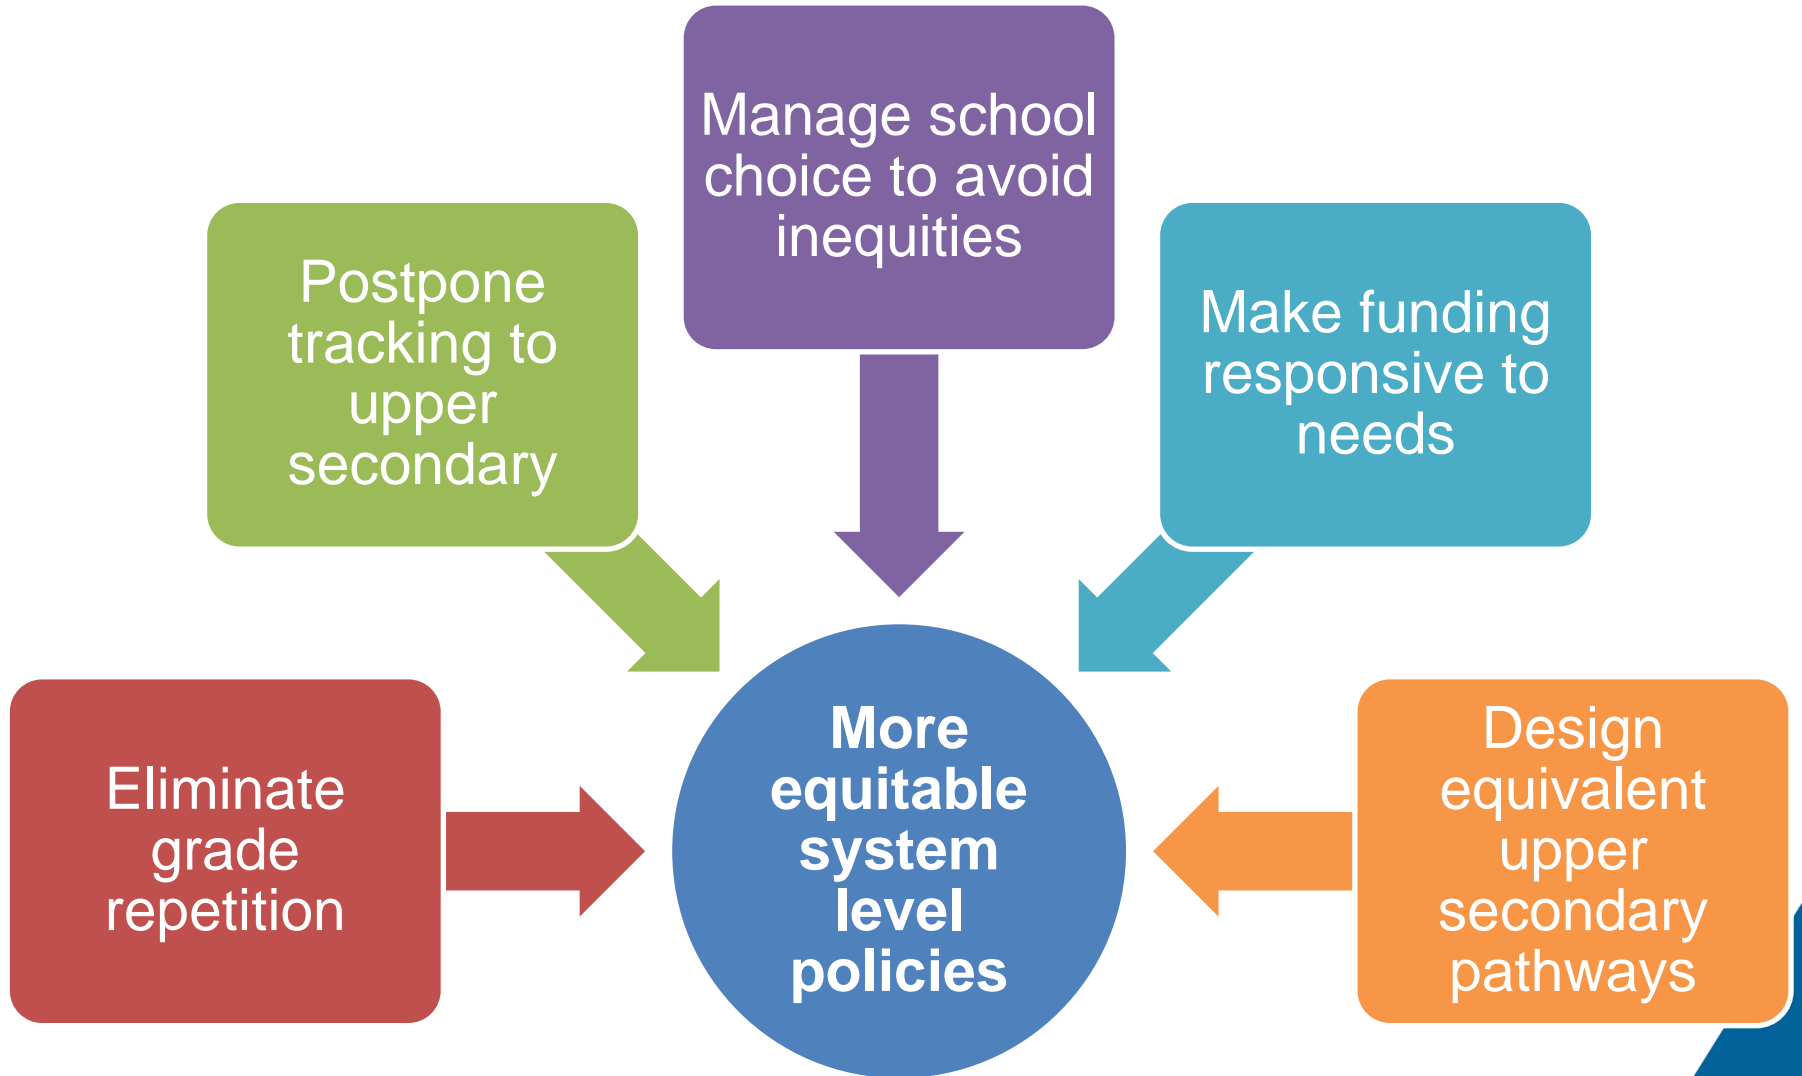 Manage school
choice to avoid
inequities
Postpone
tracking to
upper
secondary
Make funding
responsive to
needs
Eliminate
grade
repetition
More
equitable
system
level
policies
Design
equivalent
upper
secondary
pathways